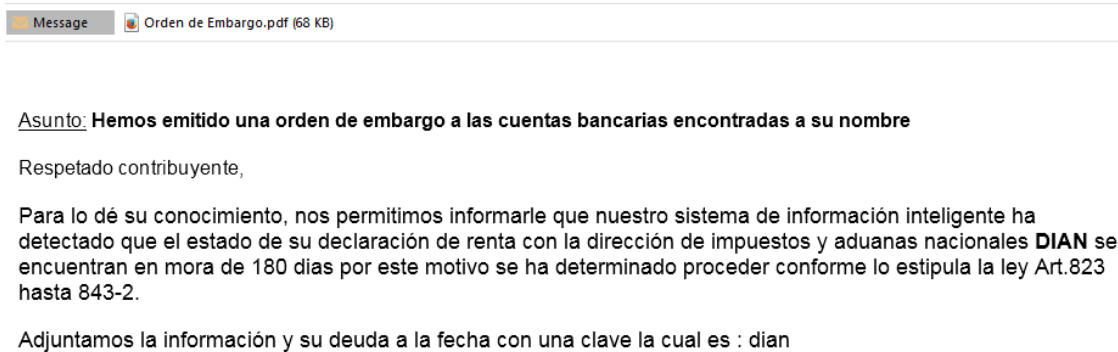 Message Orden de Embargo.pdf (68 KB)
Asunto: Hemos emitido una orden de embargo a las cuentas bancarias encontradas a su nombre
Respetado contribuyente,
Para lo dé su conocimiento, nos permitimos informarle que nuestro sistema de información inteligente ha
detectado que el estado de su declaración de renta con la dirección de impuestos y aduanas nacionales DIAN se
encuentran en mora de 180 dias por este motivo se ha determinado proceder conforme lo estipula la ley Art.823
hasta 843-2.
Adjuntamos la información y su deuda a la fecha con una clave la cual es : dian